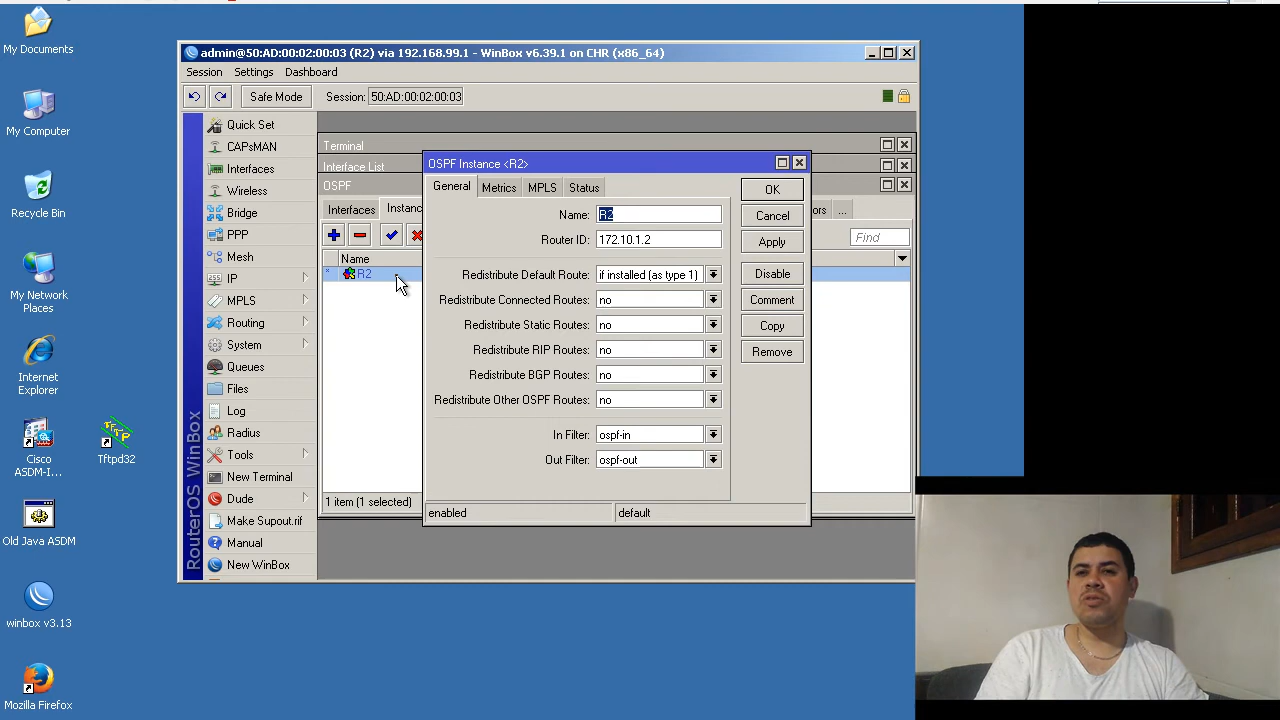 My Documents
My Computer
Recycle Bin
My Network
Places
Internet
Explorer
Cisco
ASDM-I...
Tftpd32
TFTP
Old Java ASDM
winbox v3.13
Mozilla Firefox
admin@50:AD:00:02:00:03 (R2) via 192.168.99.1 - WinBox v6.39.1 on CHR (x86_64)
Session Settings Dashboard
Safe Mode Session: 50:AD:00:02:00:03
RouterOS WinBox
Quick Set
CAPsMAN
Interfaces
Wireless
Bridge
PPP
Mesh
IP
MPLS
Routing
System
Queues
Files
Log
Radius
Tools
New Terminal
Dude
Make Supout.rif
Manual
New WinBox
Terminal
Interface List
OSPF
Interfaces Instanc ors ...
Find
Name
* R2
1 item (1 selected)
OSPF Instance <R2>
General Metrics MPLS Status
Name: R2
Router ID: 172.10.1.2
Redistribute Default Route: if installed (as type 1)
Redistribute Connected Routes: no
Redistribute Static Routes: no
Redistribute RIP Routes: no
Redistribute BGP Routes: no
Redistribute Other OSPF Routes: no
In Filter: ospf-in
Out Filter: ospf-out
OK
Cancel
Apply
Disable
Comment
Copy
Remove
enabled default